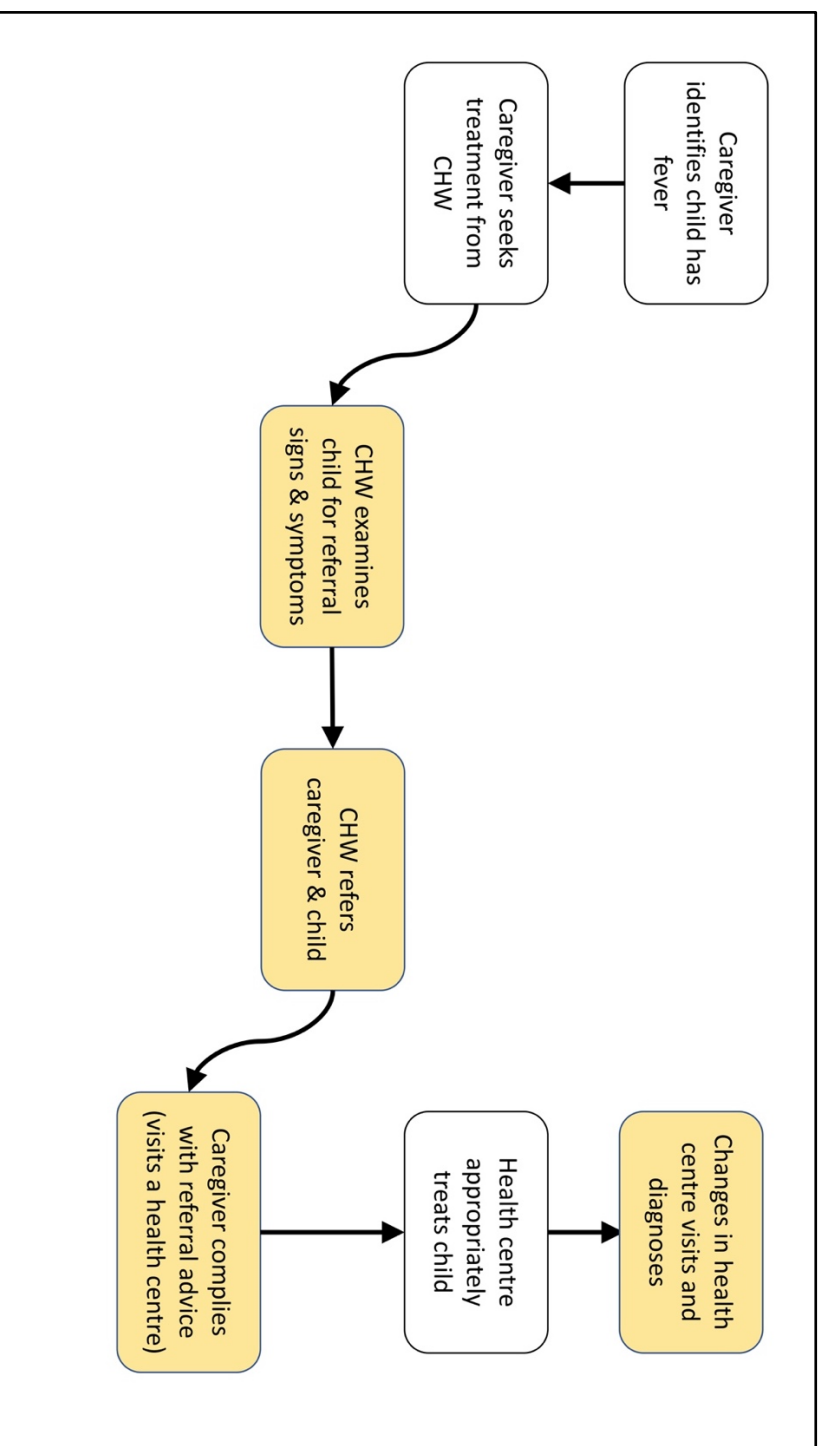 Caregiver
identifies child has
fever
Caregiver seeks
treatment from
CHW
CHW examines
child for referral
signs & symptoms
CHW refers
caregiver & child
Caregiver complies
with referral advice
(visits a health centre)
Health centre
appropriately
treats child
Changes in health
centre visits and
diagnoses